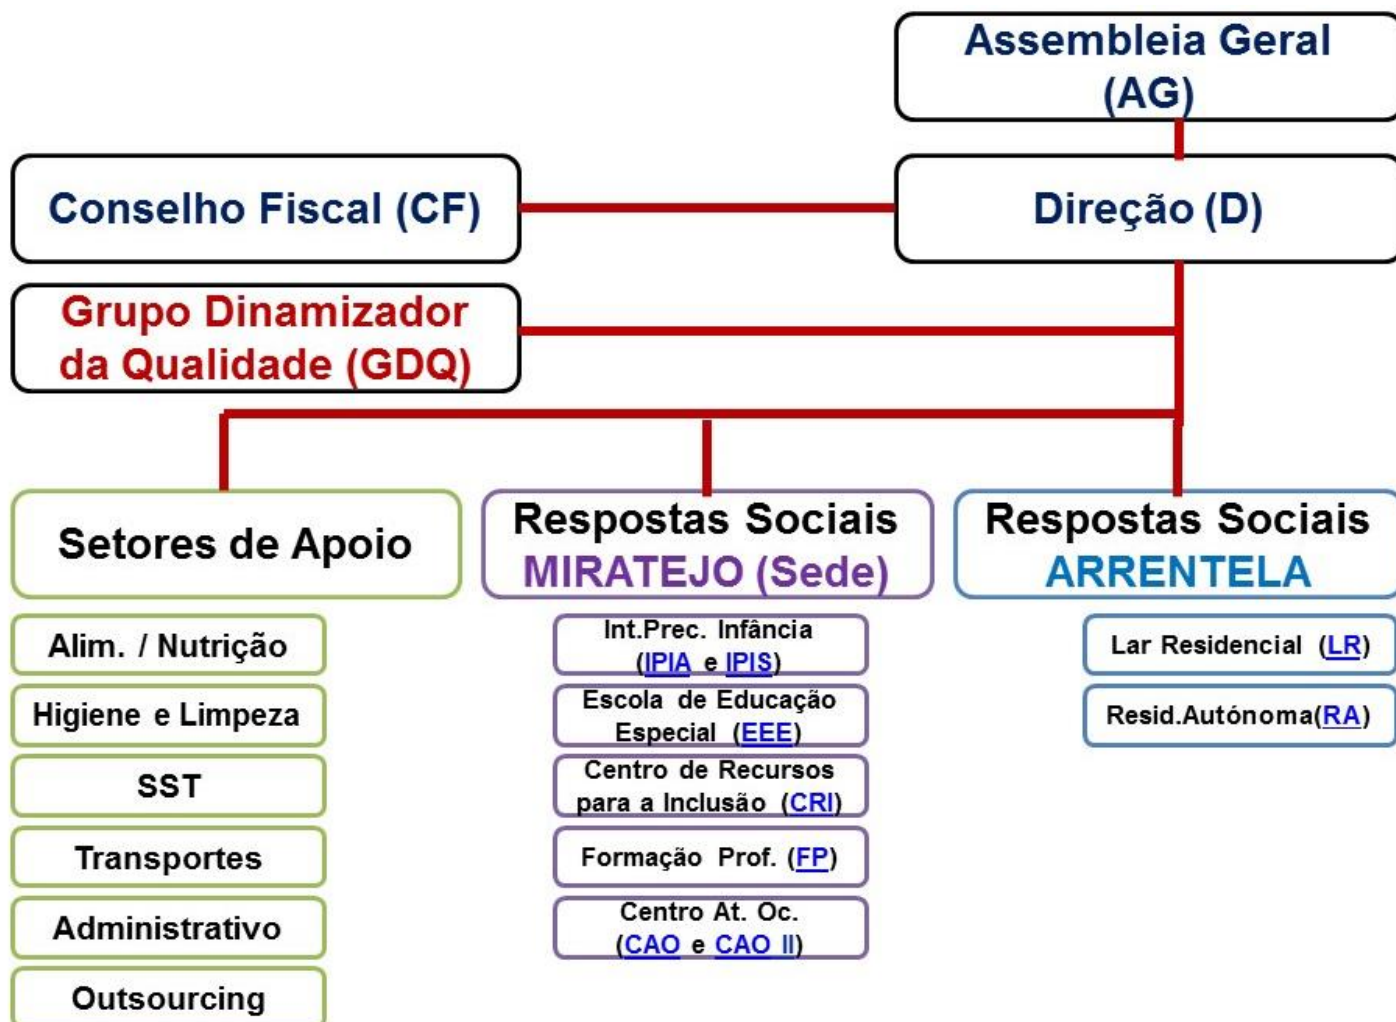 Assembleia Geral
(AG)
Conselho Fiscal (CF)
Direção (D)
Grupo Dinamizador
da Qualidade (GDQ)
Setores de Apoio
Alim. / Nutrição
Higiene e Limpeza
SST
Transportes
Administrativo
Outsourcing
Respostas Sociais
MIRATEJO (Sede)
Int.Prec. Infância
(IPIA e IPIS)
Escola de Educação
Especial (EEE)
Centro de Recursos
para a Inclusão (CRI)
Formação Prof. (FP)
Centro At. Oc.
(CAO e CAO II)
Respostas Sociais
ARRENTELA
Lar Residencial (LR)
Resid.Autónoma(RA)